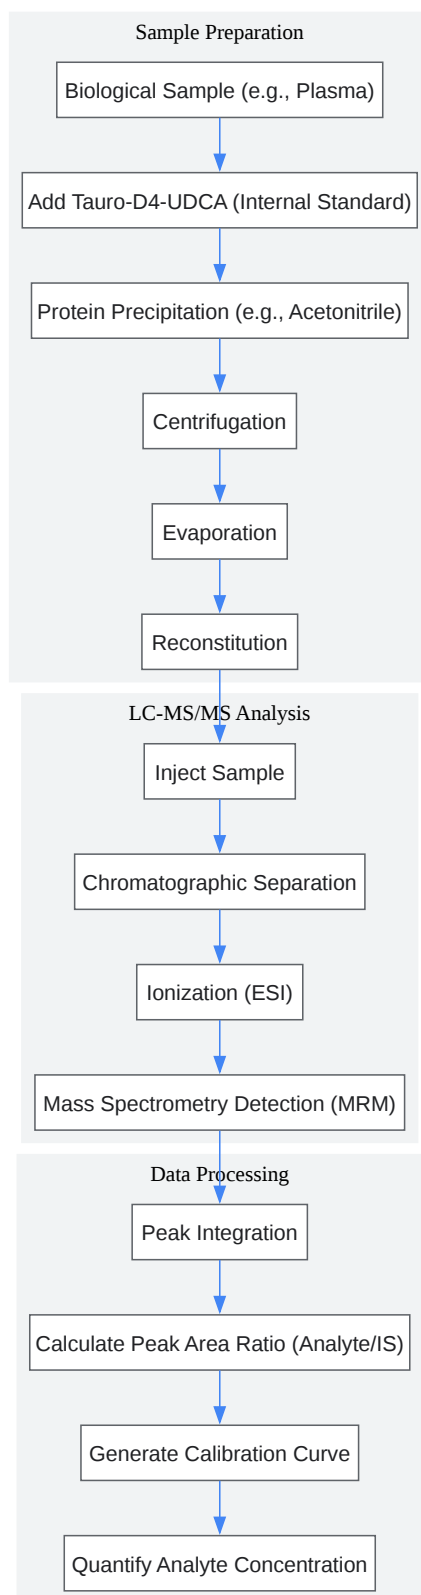 Sample Preparation
Biological Sample (e.g., Plasma)
Add Tauro-D4-UDCA (Internal Standard)
Protein Precipitation (e.g., Acetonitrile)
Centrifugation
Evaporation
Reconstitution
LC-MS/MS Analysis
Inject Sample
Chromatographic Separation
Ionization (ESI)
Mass Spectrometry Detection (MRM)
Data Processing
Peak Integration
Calculate Peak Area Ratio (Analyte/IS)
Generate Calibration Curve
Quantify Analyte Concentration